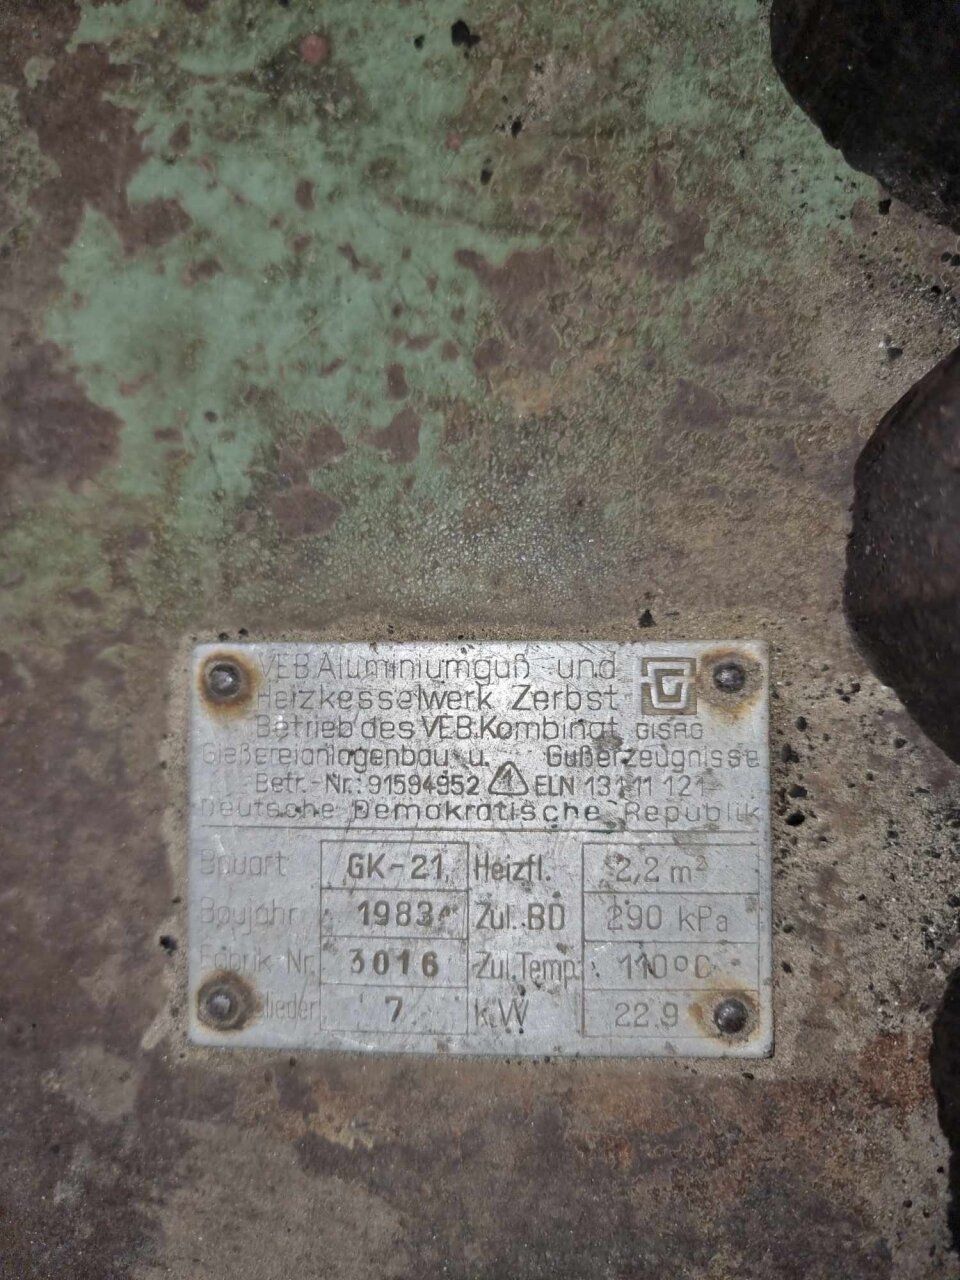 VEB Aluminiumguß und
Heizkesselwerk Zerbst
Betrieb des VEB Kombinat GISAG
Gießereianlagenbau u. Gußerzeugnisse
Betr.-Nr.: 91594952 1 ELN 13111 121
Deutsche Demokratische Republik
Bauart GK-21 Heizfl. 2,2 m²
Baujahr 1983 Zul. BD 290 kPa
Fabrik Nr. 3016 Zul. Temp. 110°C
7 kW 22.9